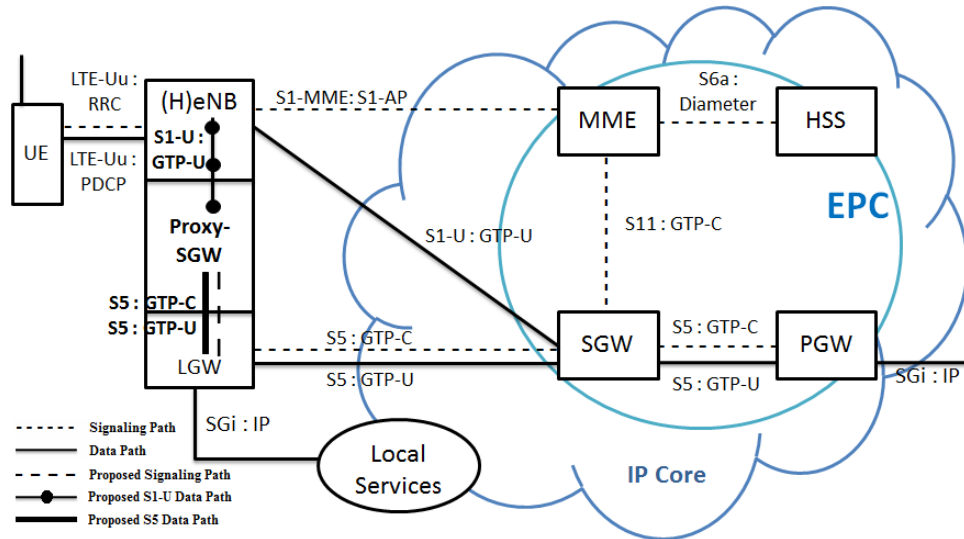 LTE-Uu :
RRC
UE
LTE-Uu :
PDCP
(H)eNB
S1-U :
GTP-U
Proxy-
SGW
S5 : GTP-C
S5 : GTP-U
LGW
S1-MME: S1-AP
MME
S6a :
Diameter
HSS
EPC
S11 : GTP-C
S1-U : GTP-U
S5 : GTP-C
S5 : GTP-U
SGW
S5 : GTP-C
S5 : GTP-U
PGW
SGi : IP
SGi : IP
Local
Services
IP Core
Signaling Path
Data Path
Proposed Signaling Path
Proposed S1-U Data Path
Proposed S5 Data Path